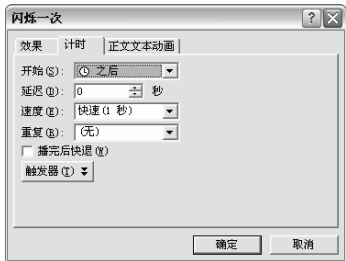 闪烁一次
效果 计时 正文文本动画
开始(S): 之后
延迟(D): 0 秒
速度(E): 快速(1 秒)
重复(R): (无)
播完后快退(W)
触发器(T)
确定 取消